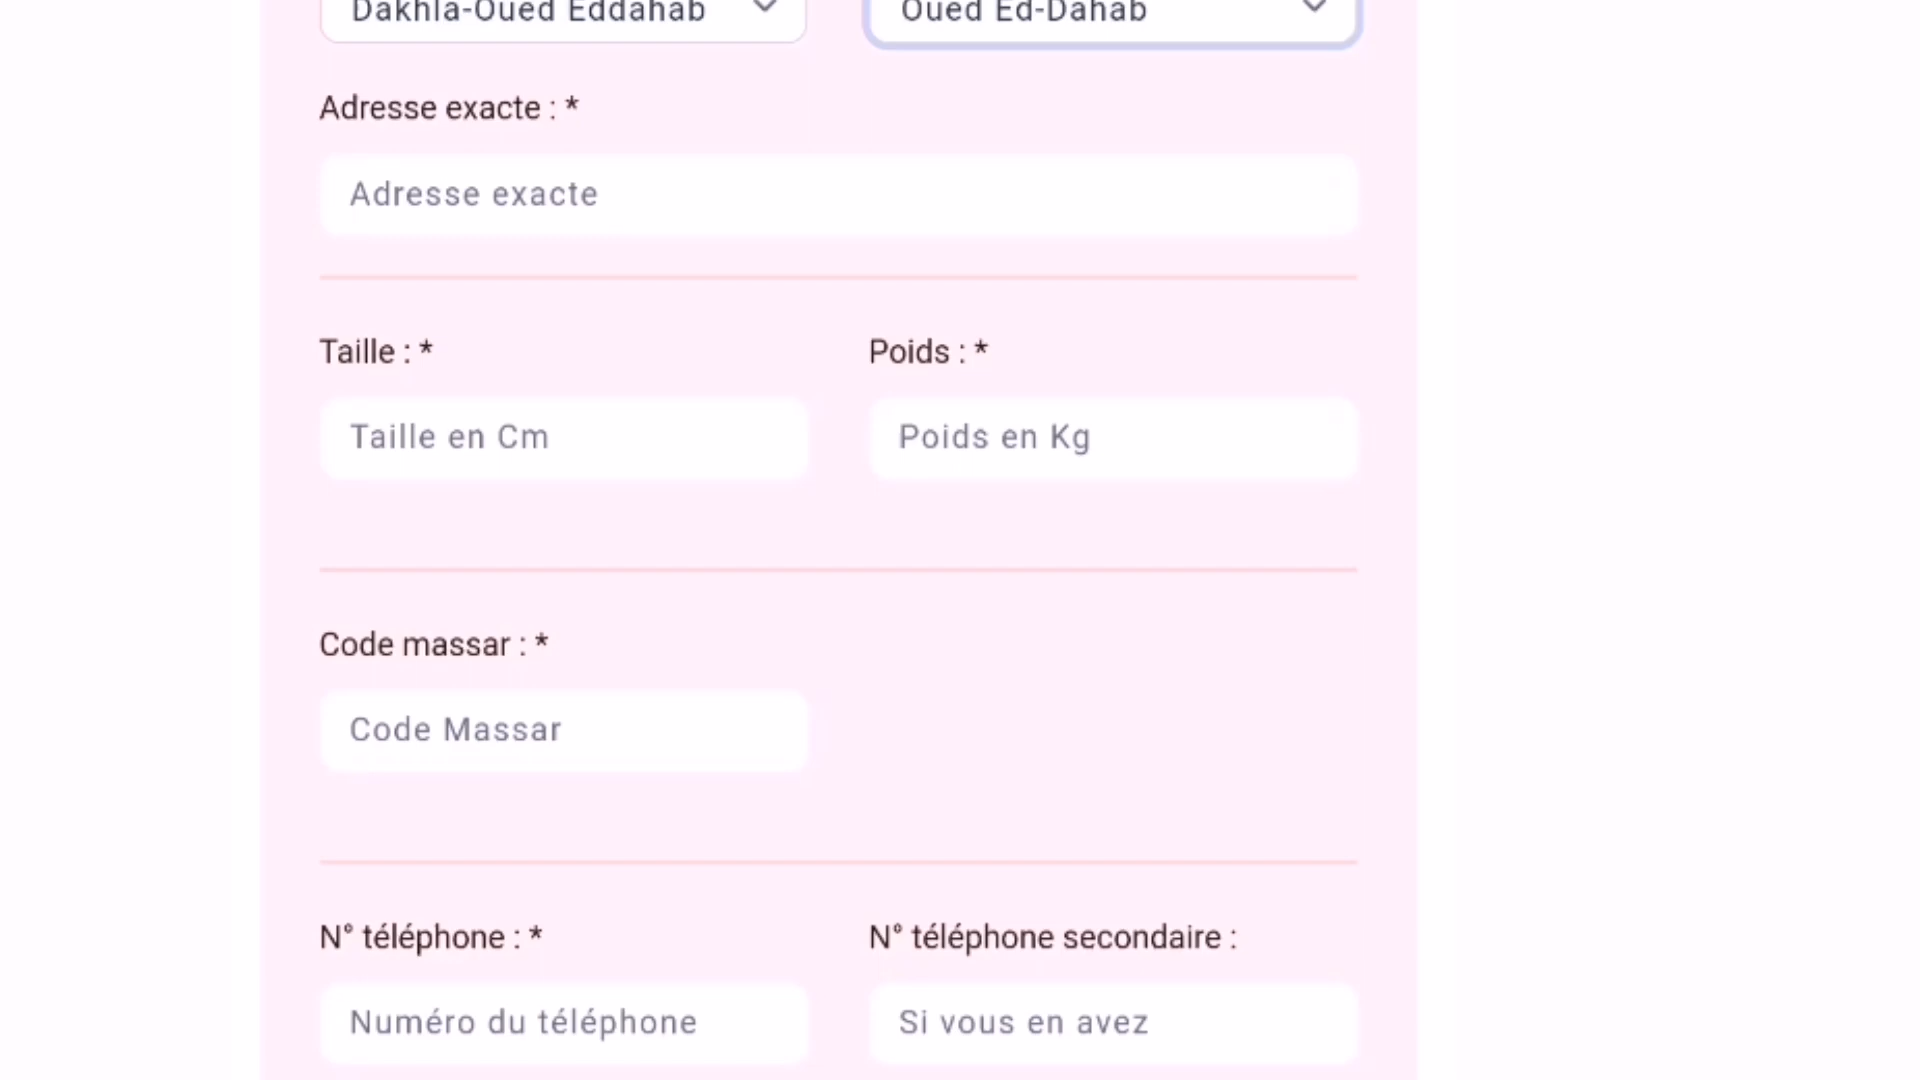 Dakhla-Oued Eddahab
Oued Ed-Dahab
Adresse exacte : *
Adresse exacte
Taille : *
Poids : *
Taille en Cm
Poids en Kg
Code massar : *
Code Massar
N° téléphone : *
N° téléphone secondaire :
Numéro du téléphone
Si vous en avez